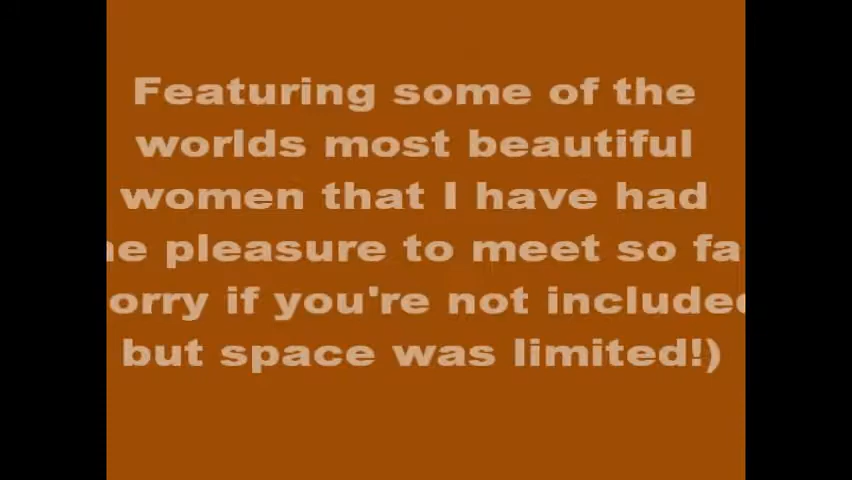 Featuring some of the
worlds most beautiful
women that I have had
pleasure to meet so
if you're not
but space was limited!)